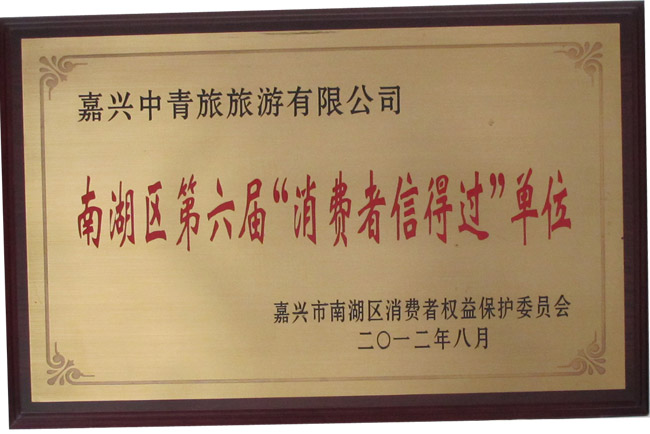 嘉兴中青旅旅游有限公司
南湖区第六届“消费者信得过”单位
嘉兴市南湖区消费者权益保护委员会
二〇一二年八月